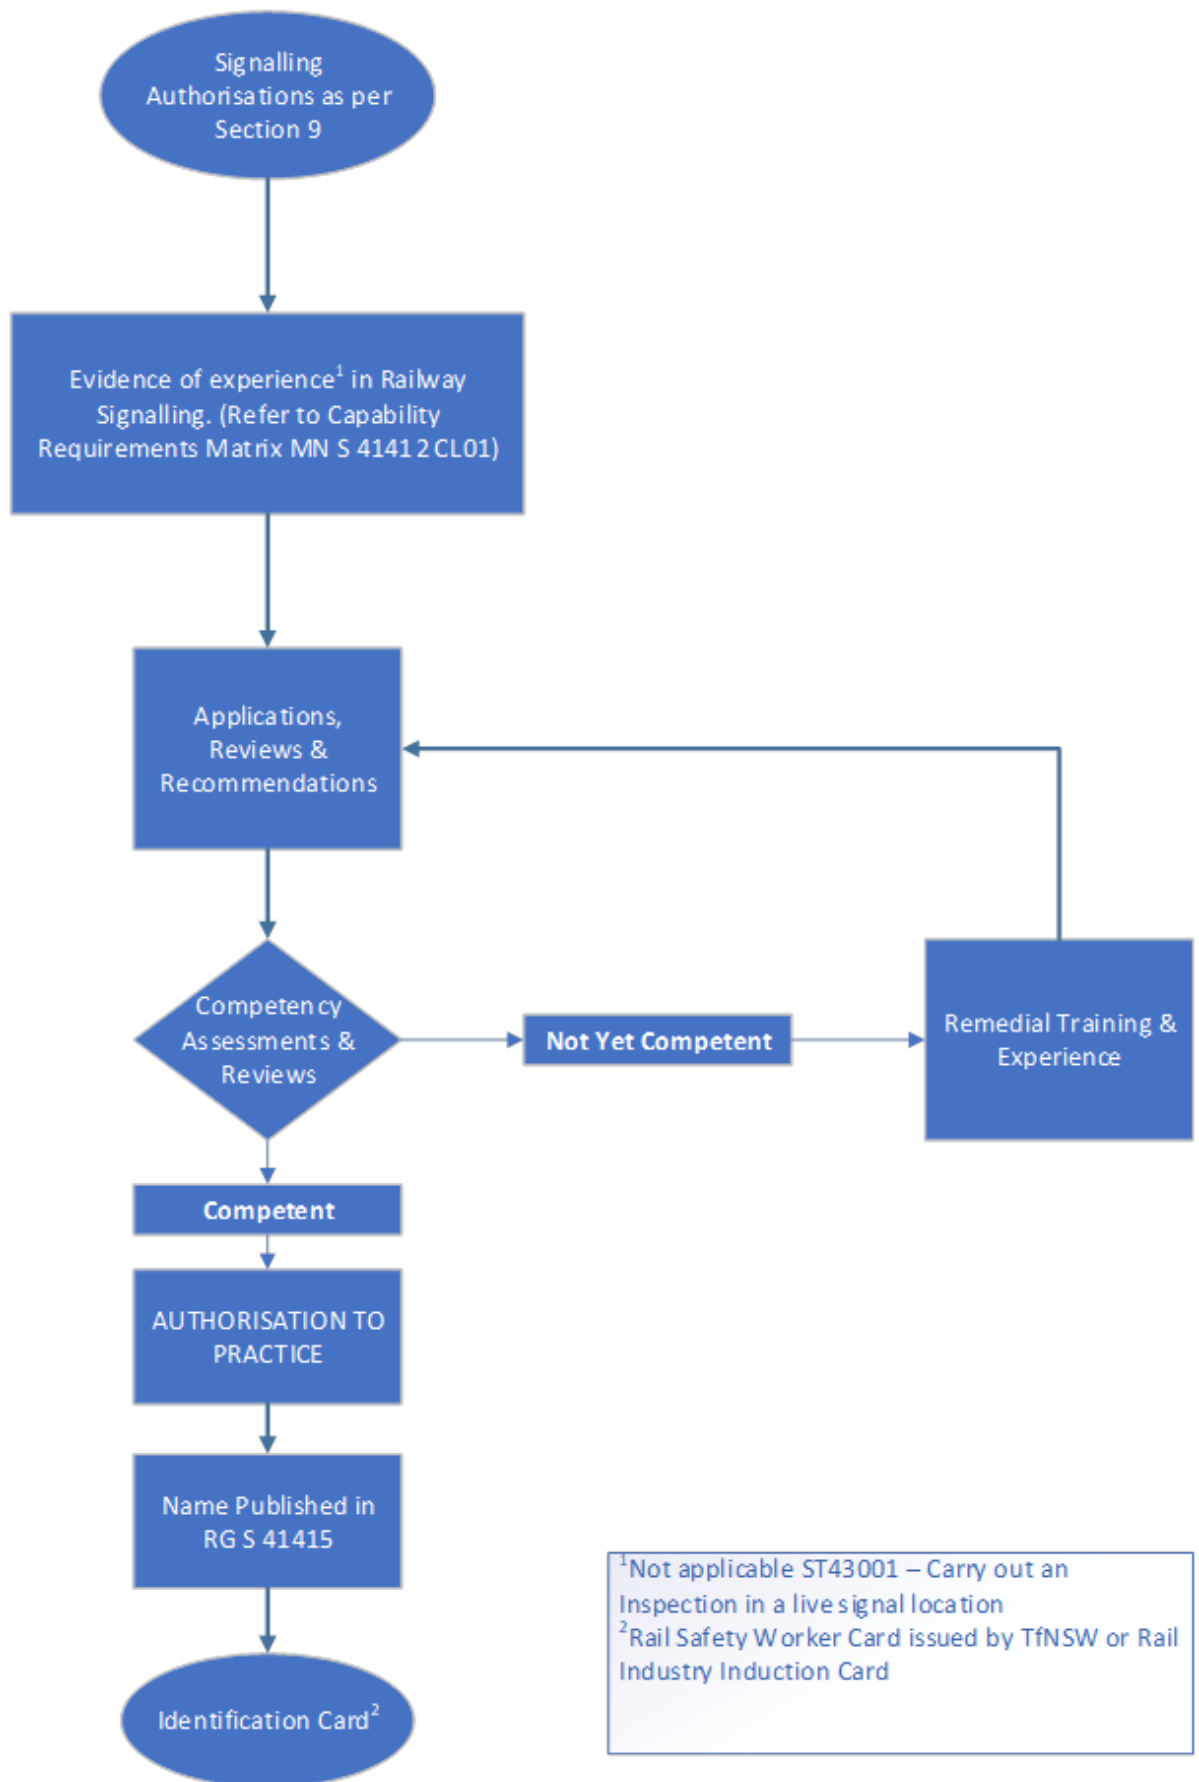 Signalling
Authorisations as per
Section 9
Evidence of experience¹ in Railway
Signalling. (Refer to Capability
Requirements Matrix MN S 41412 CL01)
Applications,
Reviews &
Recommendations
Competency
Assessments &
Reviews
Not Yet Competent
Remedial Training &
Experience
Competent
AUTHORISATION TO
PRACTICE
Name Published in
RG S 41415
Identification Card²
¹Not applicable ST43001 – Carry out an
Inspection in a live signal location
²Rail Safety Worker Card issued by TfNSW or Rail
Industry Induction Card